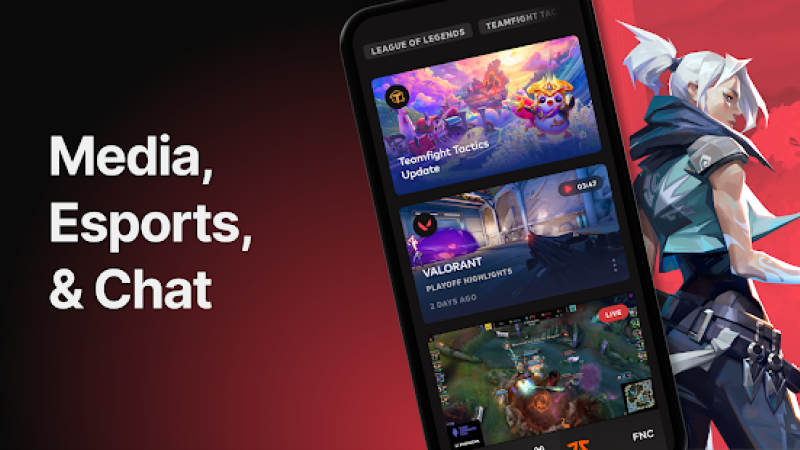 Media,
Esports,
& Chat
LEAGUE OF LEGENDS
TEAMFIGHT TAC
Teamfight Tactics
Update
03:47
VALORANT
PLAYOFF HIGHLIGHTS
2 DAYS AGO
LIVE
FNC